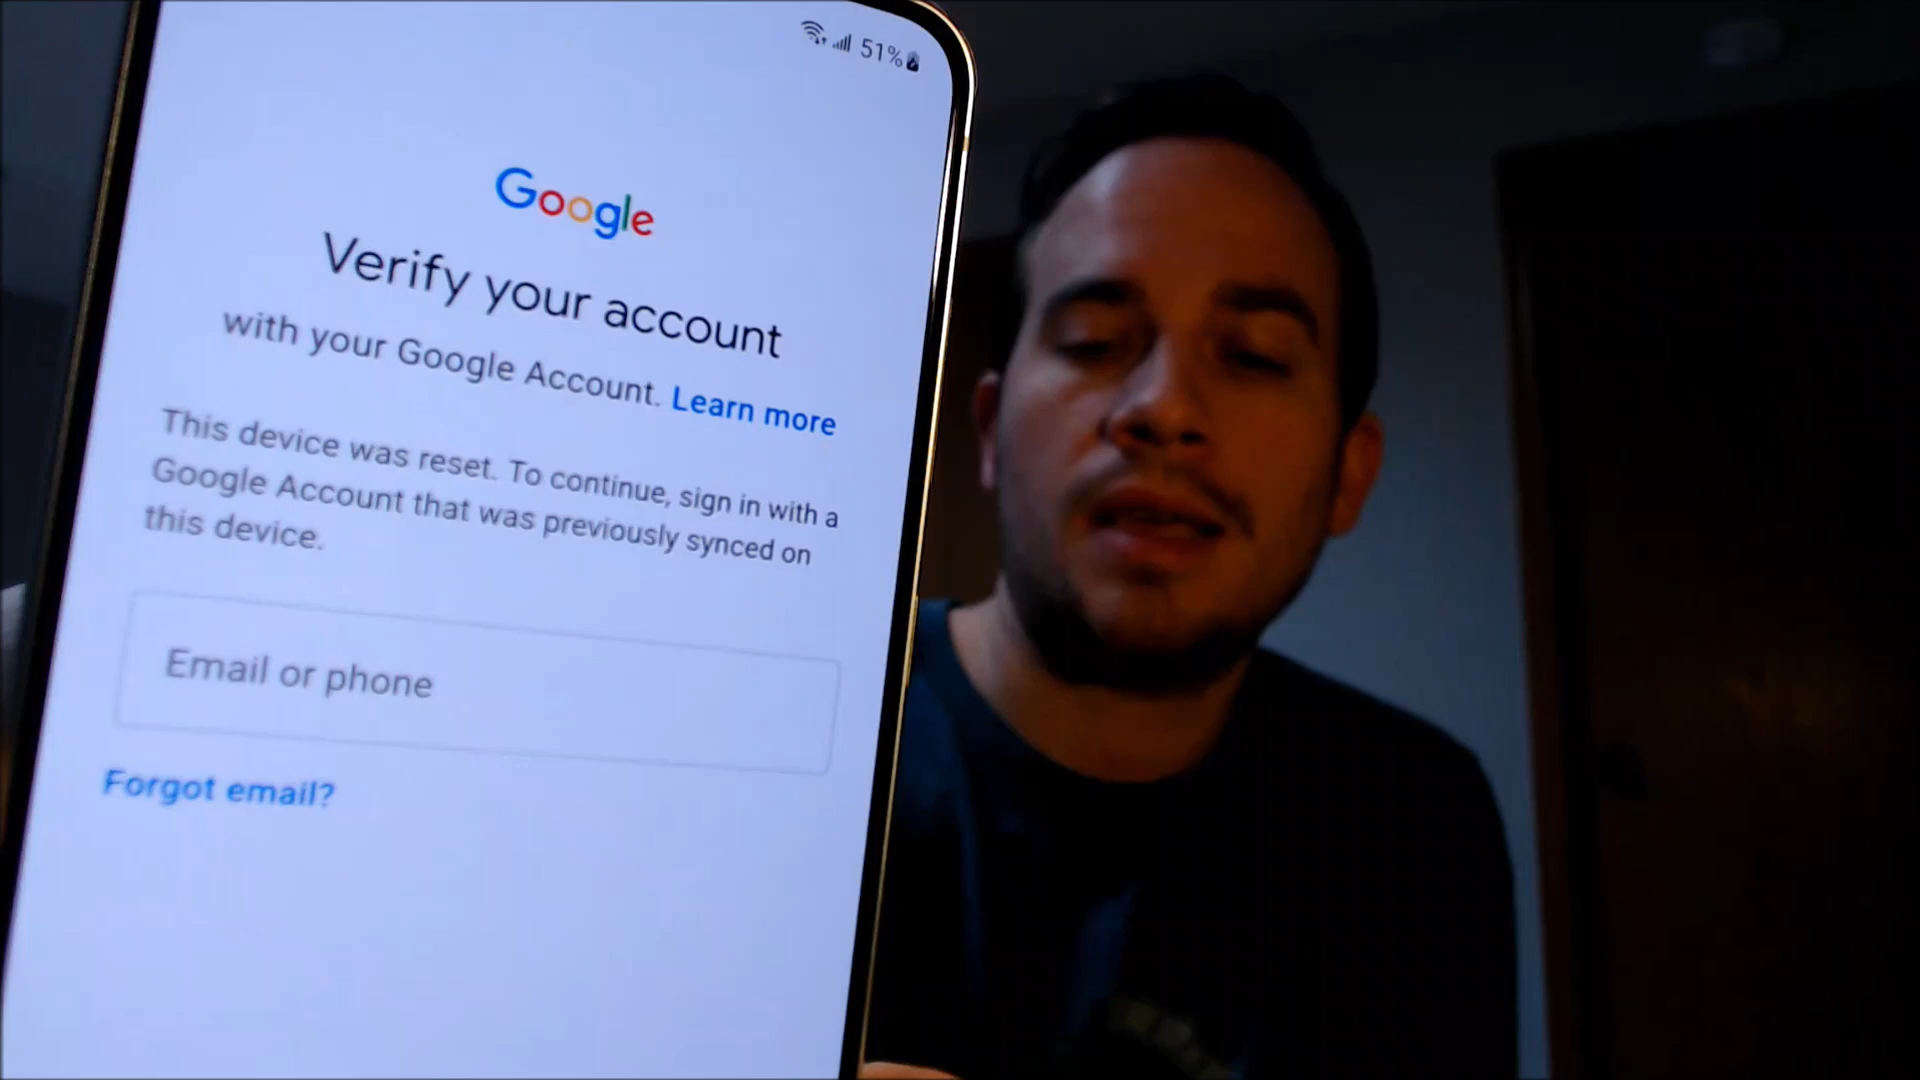 51%
Google
Verify your account
with your Google Account. Learn more
This device was reset. To continue, sign in with a
Google Account that was previously synced on
this device.
Email or phone
Forgot email?